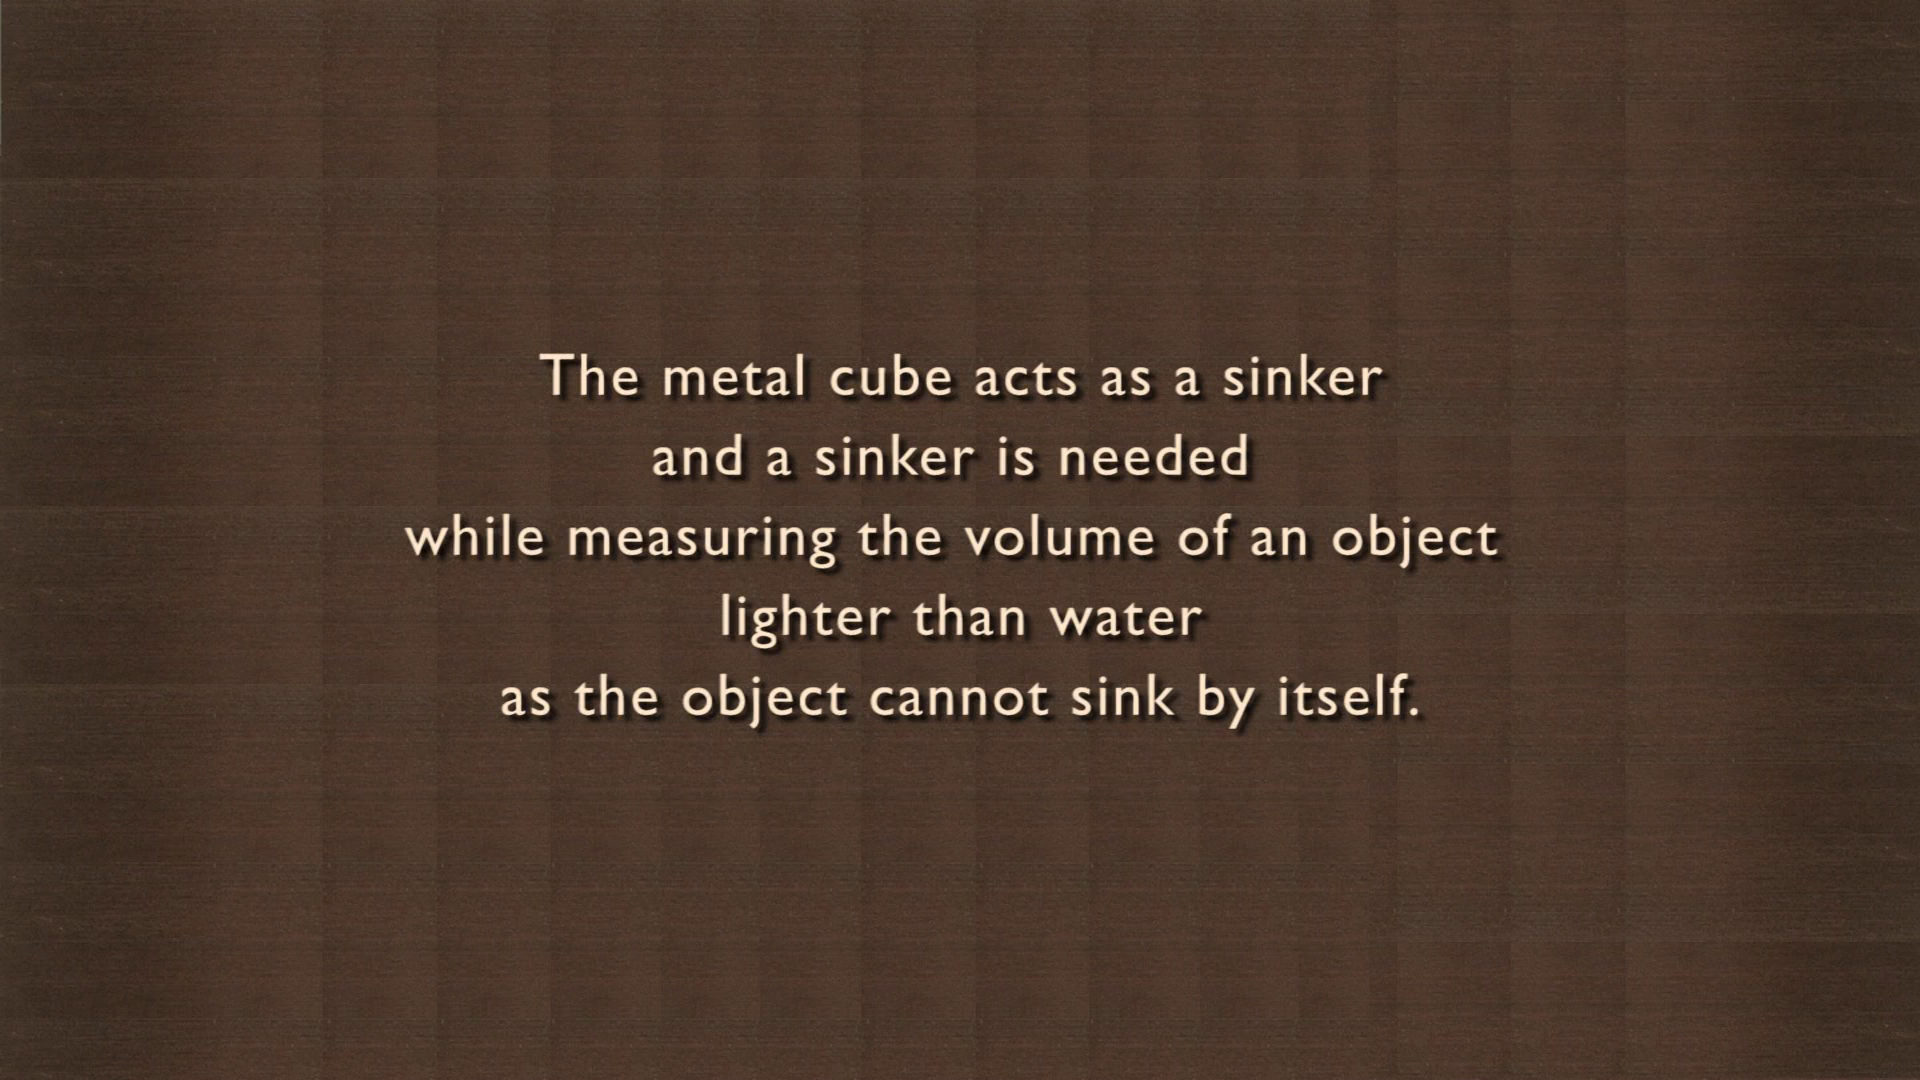 The metal cube acts as a sinker
and a sinker is needed
while measuring the volume of an object
lighter than water
as the object cannot sink by itself.